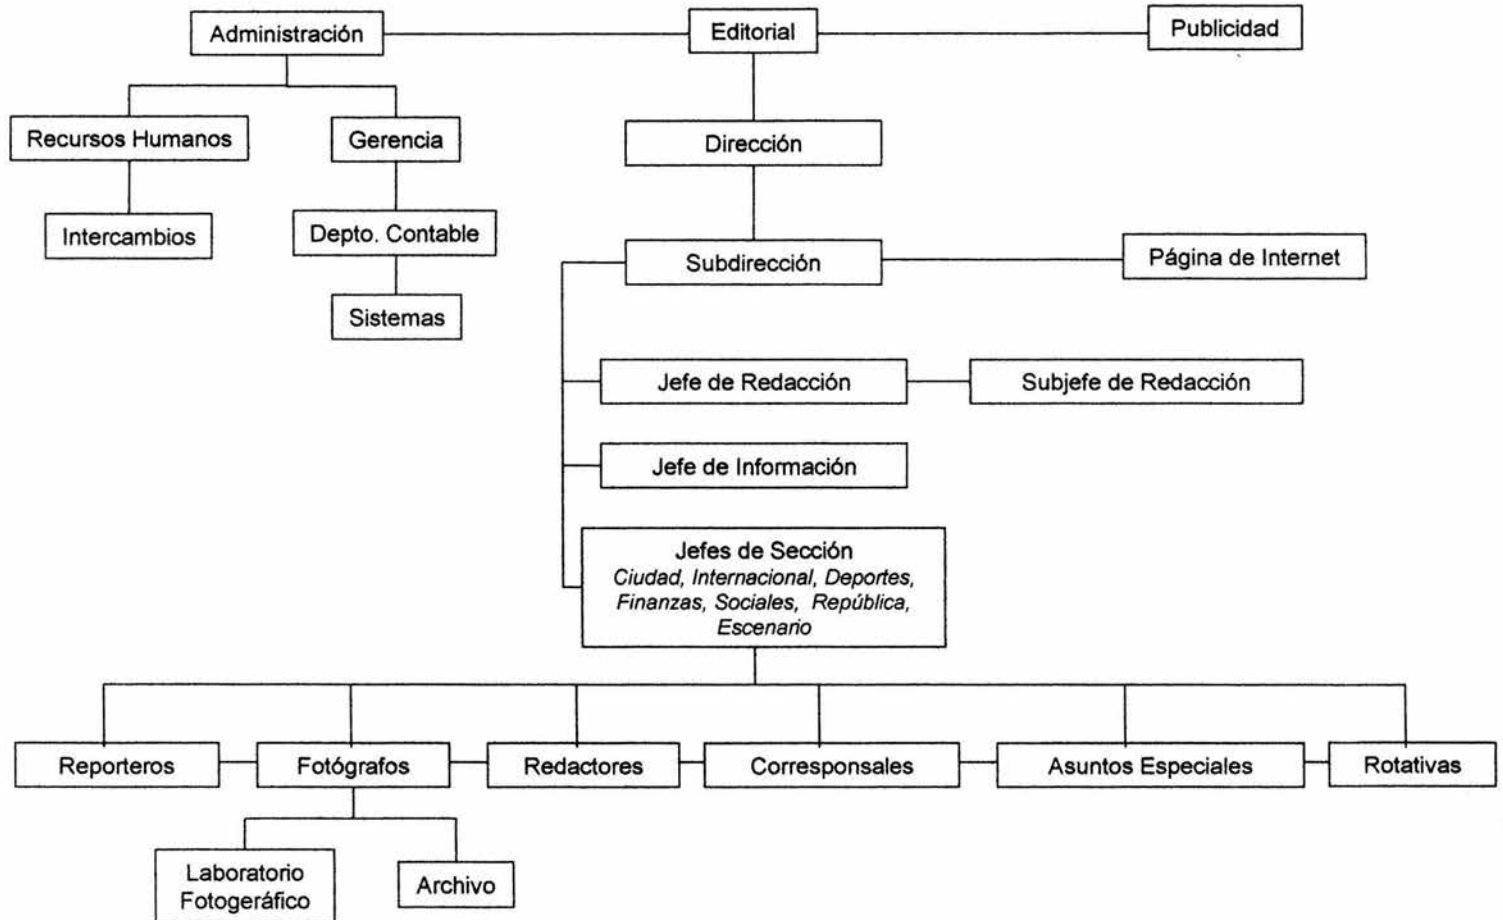 Administración
Editorial
Publicidad
Recursos Humanos
Gerencia
Dirección
Intercambios
Depto. Contable
Subdirección
Página de Internet
Sistemas
Jefe de Redacción
Subjefe de Redacción
Jefe de Información
Jefes de Sección
Ciudad, Internacional, Deportes,
Finanzas, Sociales, República,
Escenario
Reporteros
Fotógrafos
Redactores
Corresponsales
Asuntos Especiales
Rotativas
Laboratorio
Fotogeráfico
Archivo